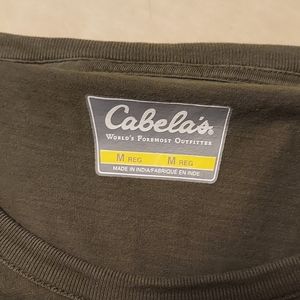 Cabela's®
WORLD'S FOREMOST OUTFITTER
M REG M REG
MADE IN INDIA/FABRIQUÉ EN INDE